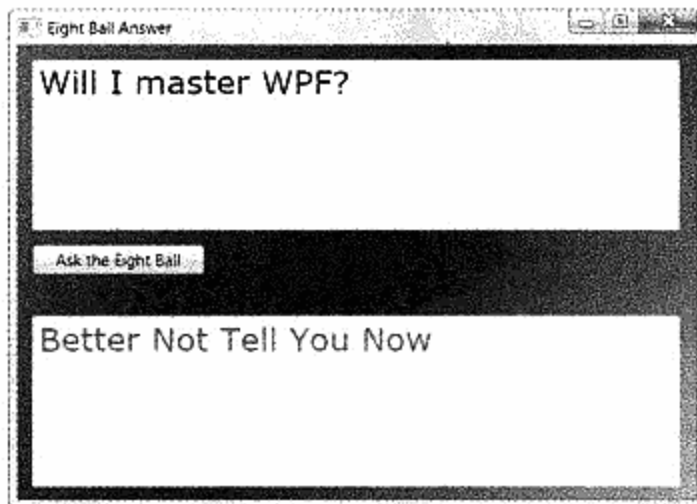 Eight Ball Answer
Will I master WPF?
Ask the Eight Ball
Better Not Tell You Now